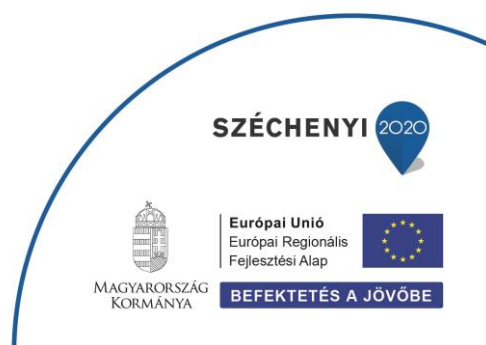 SZÉCHENYI 2020
Európai Unió
Európai Regionális
Fejlesztési Alap
MAGYARORSZÁG
KORMÁNYA
BEFEKTETÉS A JÖVŐBE